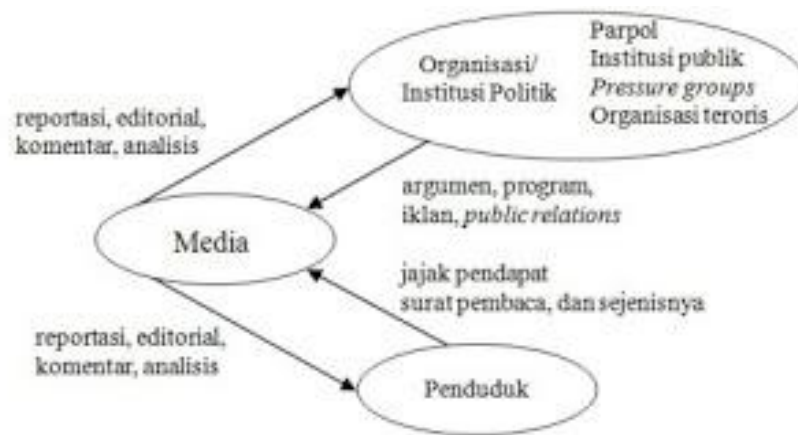 Organisasi/
Institusi Politik
Parpol
Institusi publik
Pressure groups
Organisasi teroris
reportasi, editorial,
komentar, analisis
argumen, program,
iklan, public relations
Media
jajak pendapat
surat pembaca, dan sejenisnya
reportasi, editorial,
komentar, analisis
Penduduk